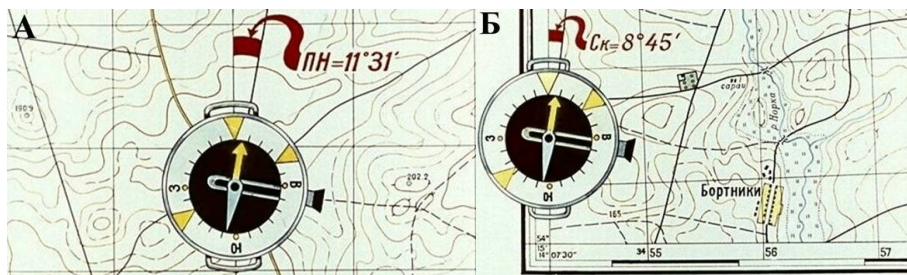 А
ПН=11°31′
190.9
202.2
З
В
Ю
Б
Ск=8°45′
сарай
р. Норка
З
В
Ю
Бортники
165
54°
15′
14°07′30″
34
55
56
57